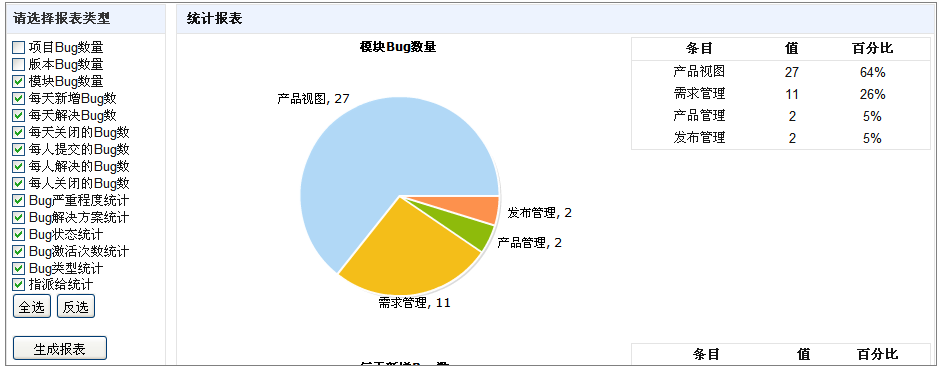 请选择报表类型
项目Bug数量
版本Bug数量
模块Bug数量
每天新增Bug数
每天解决Bug数
每天关闭的Bug数
每人提交的Bug数
每人解决的Bug数
每人关闭的Bug数
Bug严重程度统计
Bug解决方案统计
Bug状态统计
Bug激活次数统计
Bug类型统计
指派给统计
全选 反选
生成报表
统计报表
模块Bug数量
产品视图, 27
发布管理, 2
产品管理, 2
需求管理, 11
条目 值 百分比
产品视图 27 64%
需求管理 11 26%
产品管理 2 5%
发布管理 2 5%
每天新增Bug数
条目 值 百分比